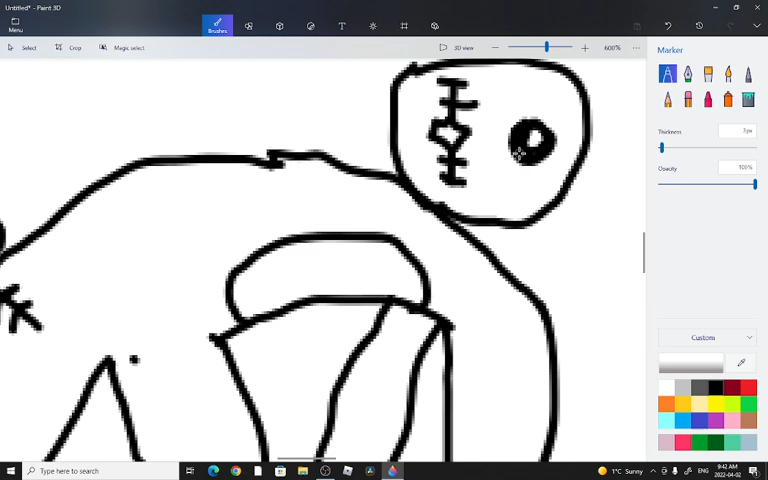 Untitled* - Paint 3D
Menu
Brushes
Select
Crop
Magic select
3D view
600%
Marker
Thickness
3px
Opacity
100%
Custom
Type here to search
1°C Sunny
ENG
9:42 AM
2022-04-02